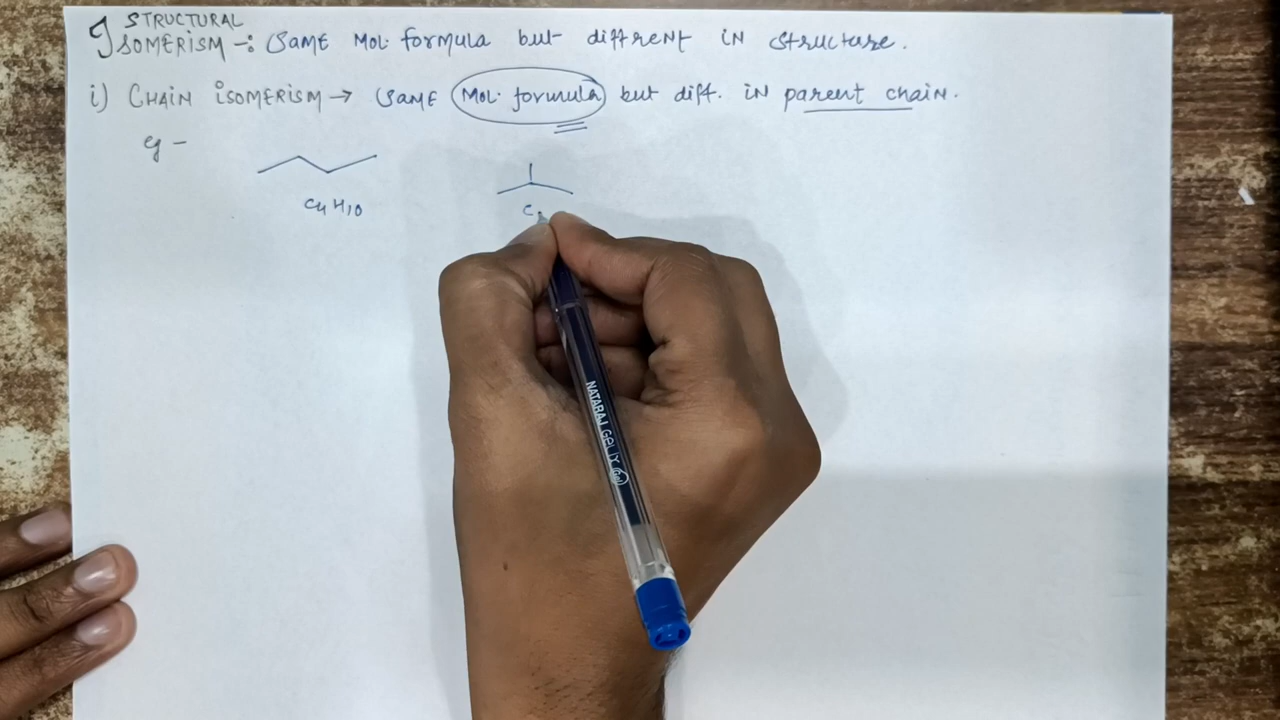 STRUCTURAL
ISOMERISM -: SAME MOL. formula but diffrent in structure.
i) CHAIN isomERISM → SAME MOL. formula but diff. in parent chain.
eg -
C4H10
C
NATARAJ GELIX Gel